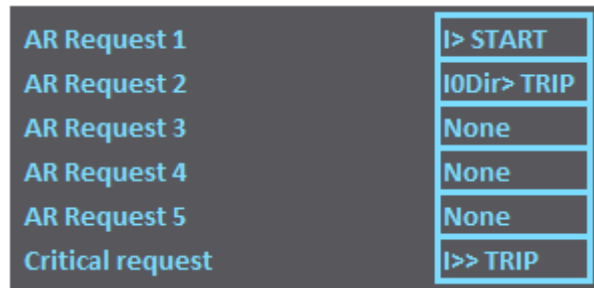 AR Request 1 I> START
AR Request 2 I0Dir> TRIP
AR Request 3 None
AR Request 4 None
AR Request 5 None
Critical request I>> TRIP